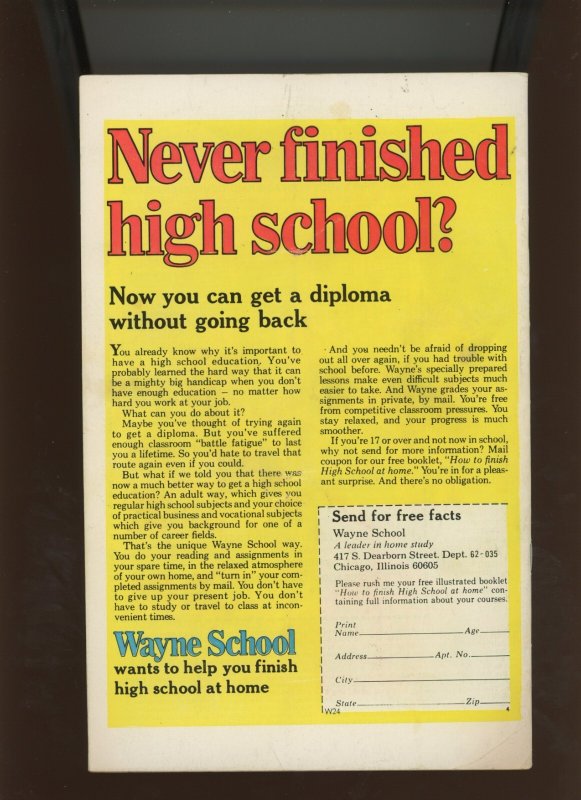 Never finished
high school?
Now you can get a diploma
without going back
You already know why it's important to
have a high school education. You've
probably learned the hard way that it can
be a mighty big handicap when you don't
have enough education – no matter how
hard you work at your job.
What can you do about it?
Maybe you've thought of trying again
to get a diploma. But you've suffered
enough classroom "battle fatigue" to last
you a lifetime. So you'd hate to travel that
route again even if you could.
But what if we told you that there was
now a much better way to get a high school
education? An adult way, which gives you
regular high school subjects and your choice
of practical business and vocational subjects
which give you background for one of a
number of career fields.
That's the unique Wayne School way.
You do your reading and assignments in
your spare time, in the relaxed atmosphere
of your own home, and "turn in" your com-
pleted assignments by mail. You don't have
to give up your present job. You don't
have to study or travel to class at incon-
venient times.
Wayne School
wants to help you finish
high school at home
And you needn't be afraid of dropping
out all over again, if you had trouble with
school before. Wayne's specially prepared
lessons make even difficult subjects much
easier to take. And Wayne grades your as-
signments in private, by mail. You're free
from competitive classroom pressures. You
stay relaxed, and your progress is much
smoother.
If you're 17 or over and not now in school,
why not send for more information? Mail
coupon for our free booklet, "How to finish
High School at home." You're in for a pleas-
ant surprise. And there's no obligation.
Send for free facts
Wayne School
A leader in home study
417 S. Dearborn Street. Dept. 62-035
Chicago, Illinois 60605
Please rush me your free illustrated booklet
"How to finish High School at home" con-
taining full information about your courses.
Print
Name Age
Address Apt. No.
City
State Zip
W24 4